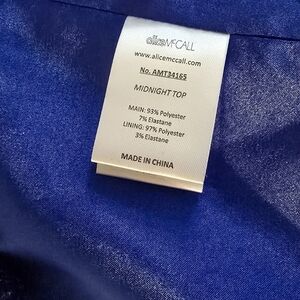 aliceMCCALL
www.alicemccall.com
No. AMT34165
MIDNIGHT TOP
MAIN: 93% Polyester
7% Elastane
LINING: 97% Polyester
3% Elastane
MADE IN CHINA